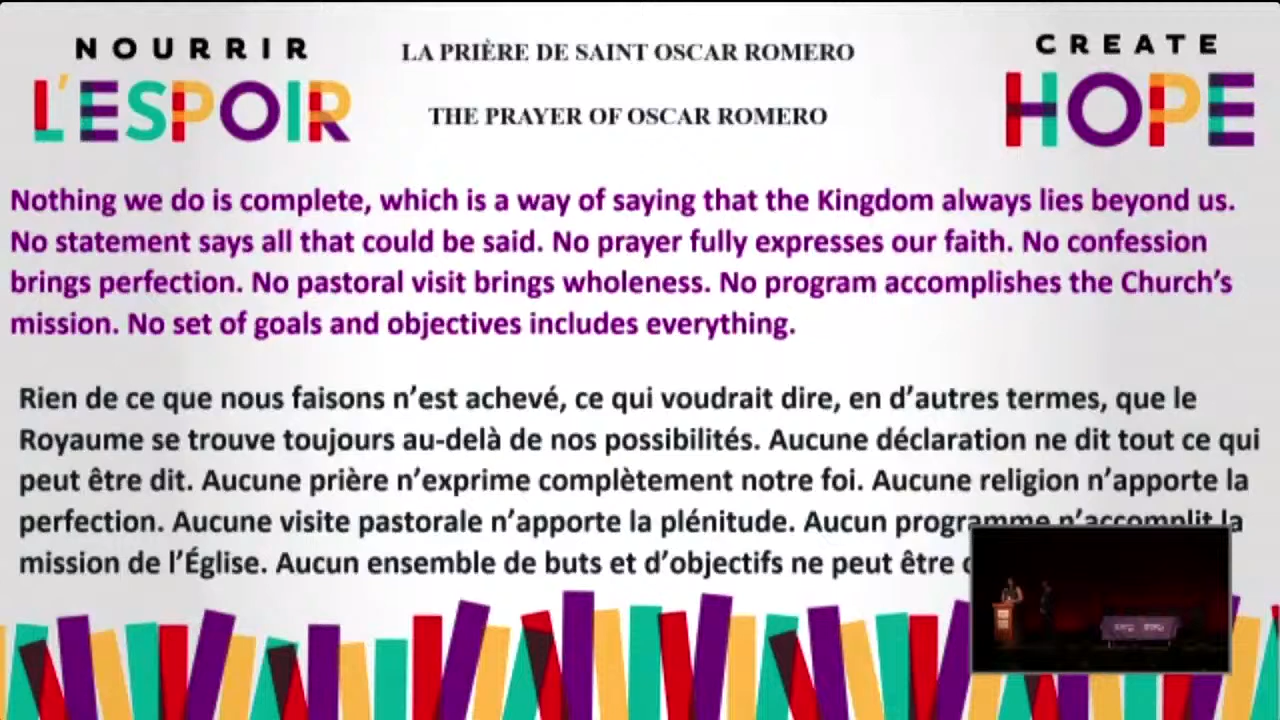 NOURRIR
L'ESPOIR
LA PRIÈRE DE SAINT OSCAR ROMERO
THE PRAYER OF OSCAR ROMERO
CREATE
HOPE
Nothing we do is complete, which is a way of saying that the Kingdom always lies beyond us.
No statement says all that could be said. No prayer fully expresses our faith. No confession
brings perfection. No pastoral visit brings wholeness. No program accomplishes the Church's
mission. No set of goals and objectives includes everything.
Rien de ce que nous faisons n'est achevé, ce qui voudrait dire, en d'autres termes, que le
Royaume se trouve toujours au-delà de nos possibilités. Aucune déclaration ne dit tout ce qui
peut être dit. Aucune prière n'exprime complètement notre foi. Aucune religion n'apporte la
perfection. Aucune visite pastorale n'apporte la plénitude. Aucun programme n'accomplit la
mission de l'Église. Aucun ensemble de buts et d'objectifs ne peut être